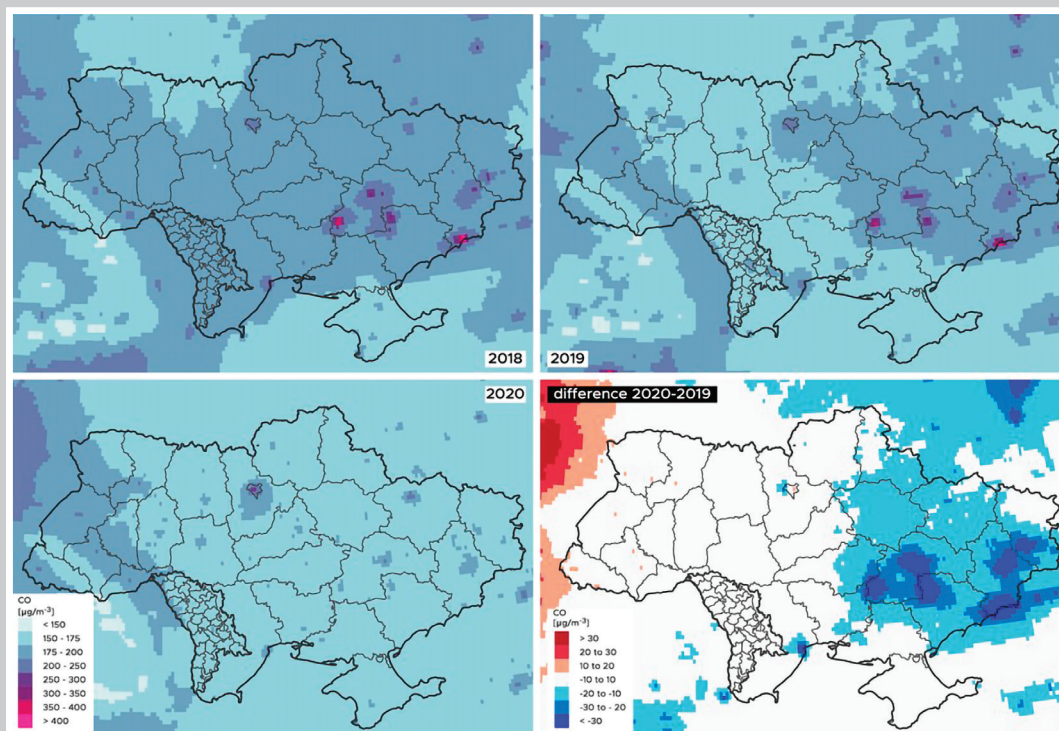 2018
2019
2020
CO
[µg/m⁻³]
< 150
150 - 175
175 - 200
200 - 250
250 - 300
300 - 350
350 - 400
> 400
difference 2020-2019
CO
[µg/m⁻³]
> 30
20 to 30
10 to 20
-10 to 10
-20 to -10
-30 to - 20
< -30